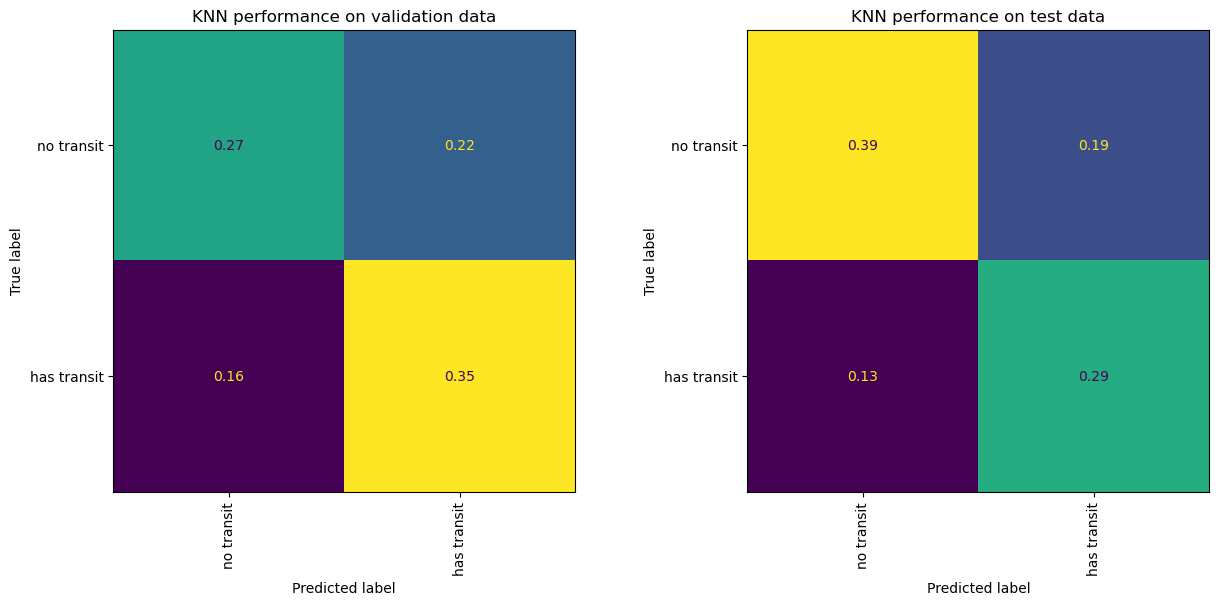 KNN performance on validation data
True label
no transit
0.27
0.22
has transit
0.16
0.35
no transit
has transit
Predicted label
KNN performance on test data
True label
no transit
0.39
0.19
has transit
0.13
0.29
no transit
has transit
Predicted label